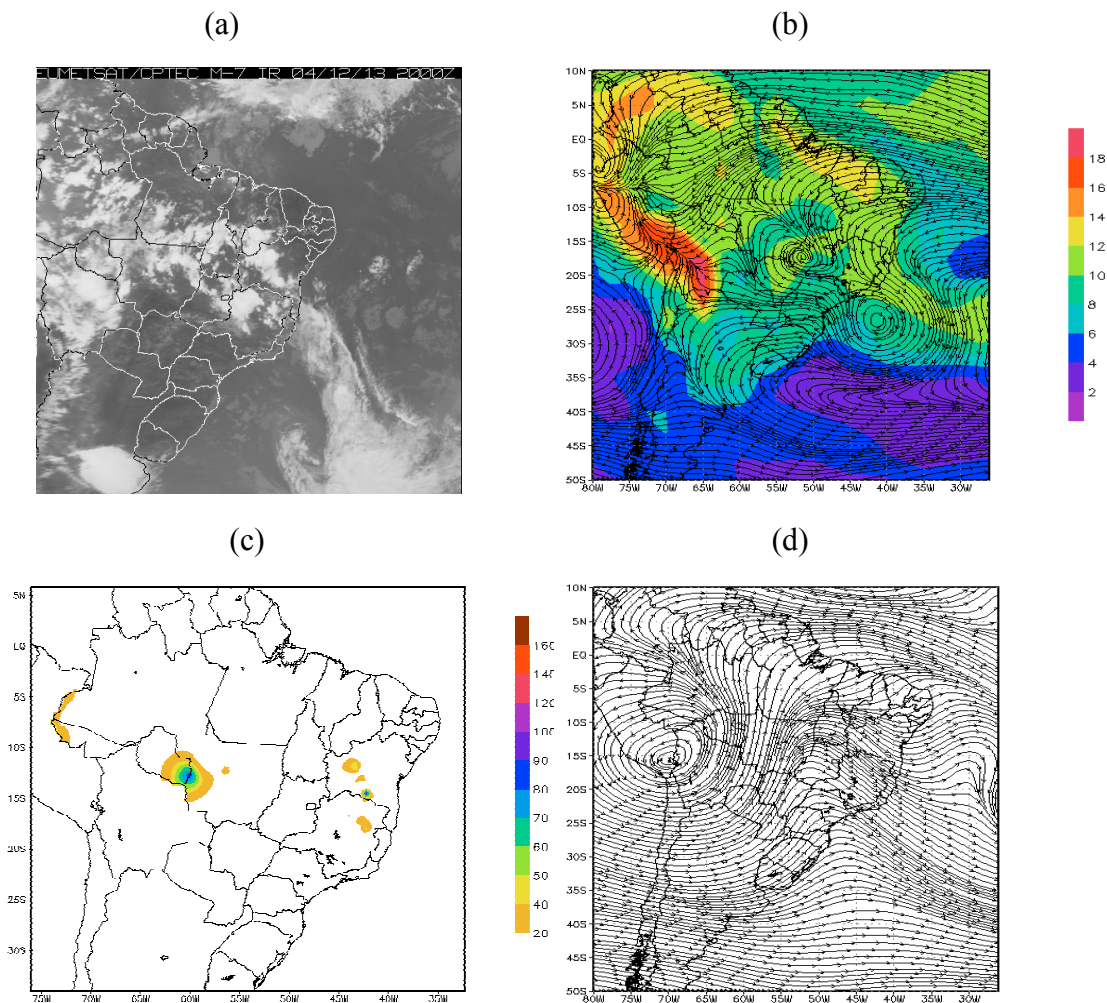 (a)
(b)
EUMETSAT/CPTEC M-7 IR 04/12/13 2000Z
10N
5N
EQ
5S
10S
15S
20S
25S
30S
35S
40S
45S
50S
80W 75W 70W 65W 60W 55W 50W 45W 40W 35W 30W
18
16
14
12
10
8
6
4
2
(c)
(d)
5N
EQ
5S
10S
15S
20S
25S
30S
75W 70W 65W 60W 55W 50W 45W 40W 35W
160
140
120
100
90
80
70
60
50
40
20
10N
5N
EQ
5S
10S
15S
20S
25S
30S
35S
40S
45S
50S
80W 75W 70W 65W 60W 55W 50W 45W 40W 35W 30W